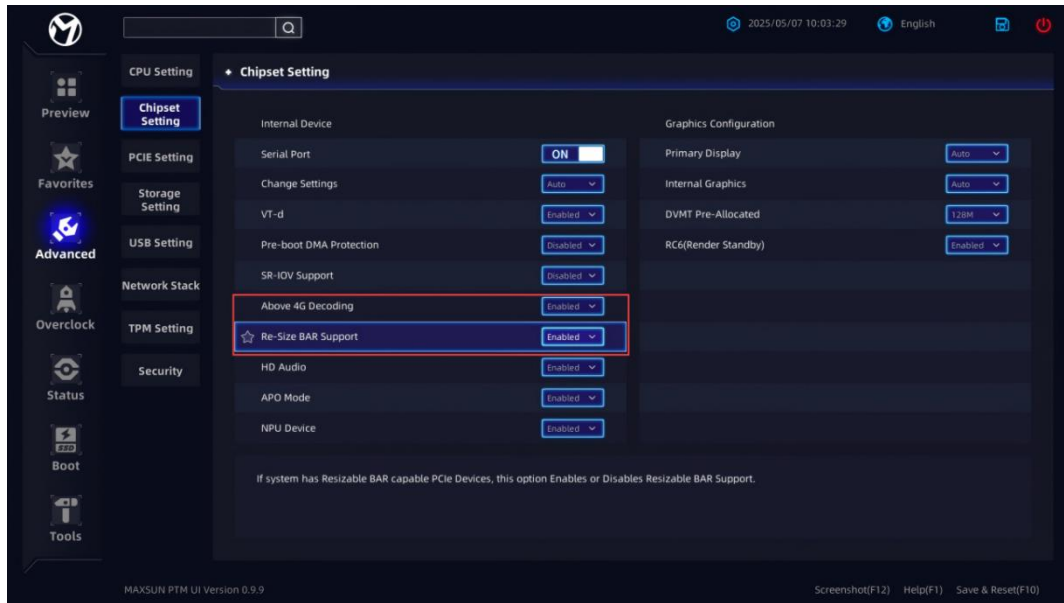 2025/05/07 10:03:29 English
Preview
Favorites
Advanced
Overclock
Status
Boot
Tools
CPU Setting
Chipset
Setting
PCIE Setting
Storage
Setting
USB Setting
Network Stack
TPM Setting
Security
Chipset Setting
Internal Device
Serial Port ON
Change Settings Auto
VT-d Enabled
Pre-boot DMA Protection Disabled
SR-IOV Support Disabled
Above 4G Decoding Enabled
Re-Size BAR Support Enabled
HD Audio Enabled
APO Mode Enabled
NPU Device Enabled
Graphics Configuration
Primary Display Auto
Internal Graphics Auto
DVMT Pre-Allocated 128M
RC6(Render Standby) Enabled
If system has Resizable BAR capable PCIe Devices, this option Enables or Disables Resizable BAR Support.
MAXSUN PTM UI Version 0.9.9
Screenshot(F12) Help(F1) Save & Reset(F10)
SSD